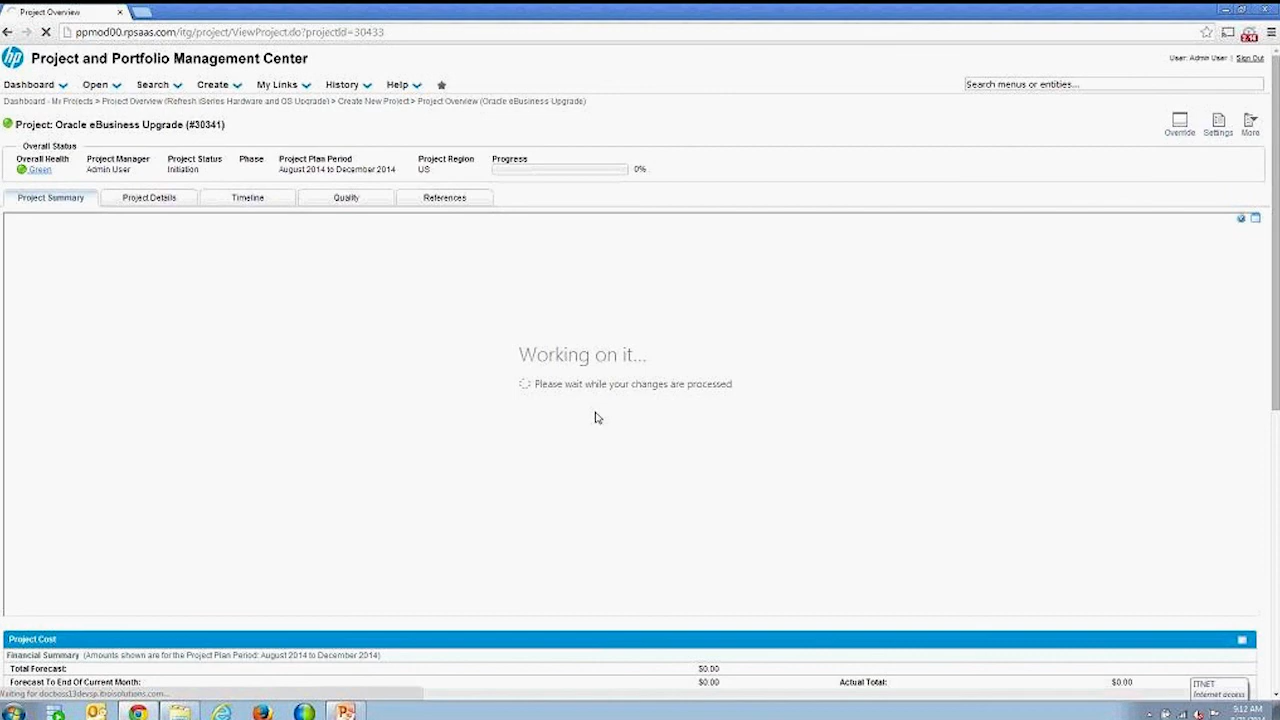 Project Overview
ppmod00.rpsaas.com/itg/project/ViewProject.do?projectId=30433
hp Project and Portfolio Management Center
User: Admin User | Sign Out
Dashboard Open Search Create My Links History Help
Search menus or entities...
Dashboard - My Projects > Project Overview (Refresh iSeries Hardware and OS Upgrade) > Create New Project > Project Overview (Oracle eBusiness Upgrade)
Project: Oracle eBusiness Upgrade (#30341)
Override Settings More
Overall Status
Overall Health Project Manager Project Status Phase Project Plan Period Project Region Progress
Green Admin User Initiation August 2014 to December 2014 US 0%
Project Summary Project Details Timeline Quality References
Working on it...
Please wait while your changes are processed
Project Cost
Financial Summary (Amounts shown are for the Project Plan Period: August 2014 to December 2014)
Total Forecast: $0.00
Forecast To End Of Current Month: $0.00 Actual Total: $0.00
ITNET
Internet access
9:12 AM